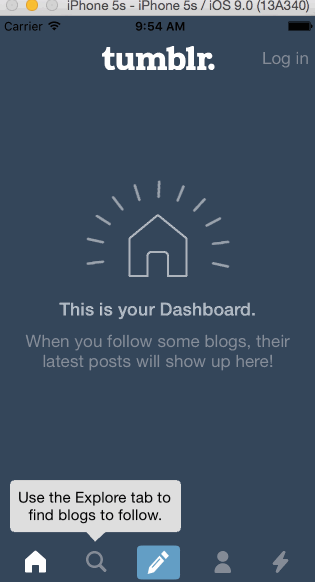 iPhone 5s - iPhone 5s / iOS 9.0 (13A340)
Carrier 9:54 AM
tumblr. Log in
This is your Dashboard.
When you follow some blogs, their
latest posts will show up here!
Use the Explore tab to
find blogs to follow.